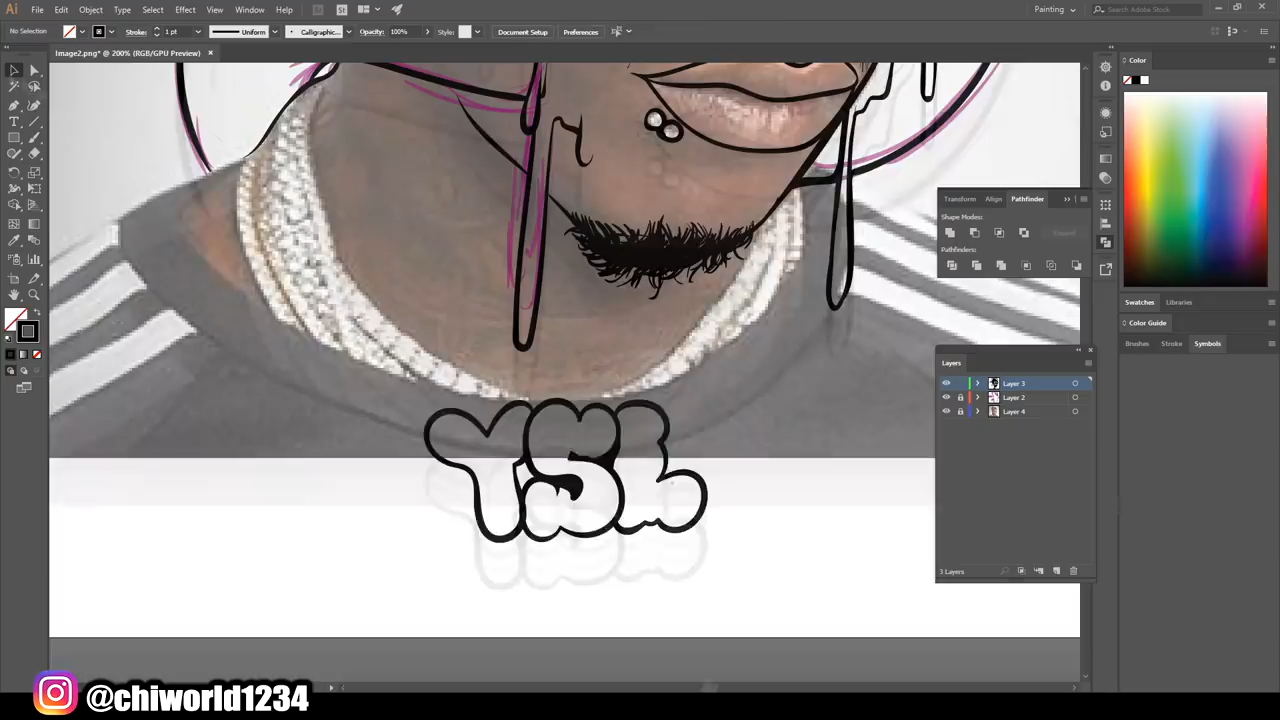 Ai File Edit Object Type Select Effect View Window Help Br St Painting Search Adobe Stock
No Selection Stroke: 1 pt Uniform Calligraphic... Opacity: 100% Style: Document Setup Preferences
Image2.png* @ 200% (RGB/GPU Preview)
Color
Transform Align Pathfinder
Shape Modes:
Expand
Pathfinders:
Swatches Libraries
Color Guide
Brushes Stroke Symbols
Layers
Layer 3
Layer 2
Layer 4
3 Layers
YSL
@chiworld1234